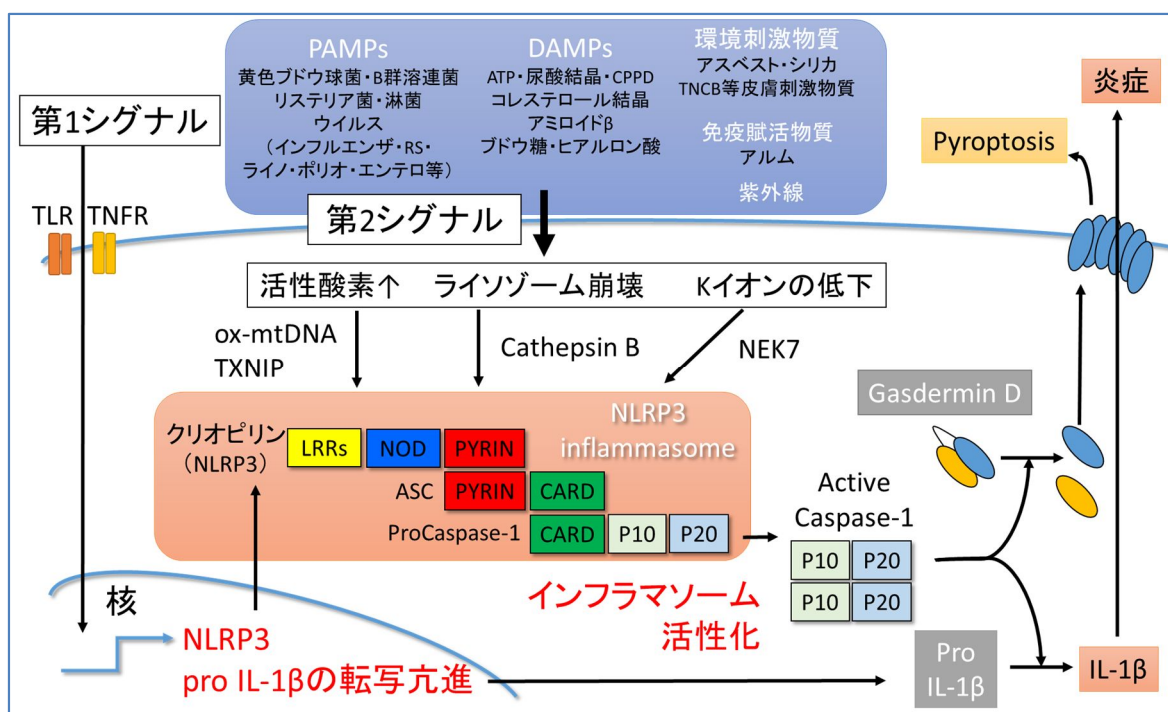 PAMPs
黄色ブドウ球菌・B群溶連菌
リステリア菌・淋菌
ウイルス
（インフルエンザ・RS・
ライノ・ポリオ・エンテロ等）
DAMPs
ATP・尿酸結晶・CPPD
コレステロール結晶
アミロイドβ
ブドウ糖・ヒアルロン酸
環境刺激物質
アスベスト・シリカ
TNCB等皮膚刺激物質
免疫賦活物質
アルム
紫外線
第1シグナル
TLR TNFR
第2シグナル
炎症
Pyroptosis
活性酸素↑ ライソゾーム崩壊 Kイオンの低下
ox-mtDNA
TXNIP
Cathepsin B
NEK7
Gasdermin D
NLRP3
inflammasome
クリオピリン
（NLRP3）
LRRs NOD PYRIN
ASC PYRIN CARD
ProCaspase-1 CARD P10 P20
Active
Caspase-1
P10 P20
P10 P20
インフラマソーム
活性化
核
NLRP3
pro IL-1βの転写亢進
Pro
IL-1β
IL-1β